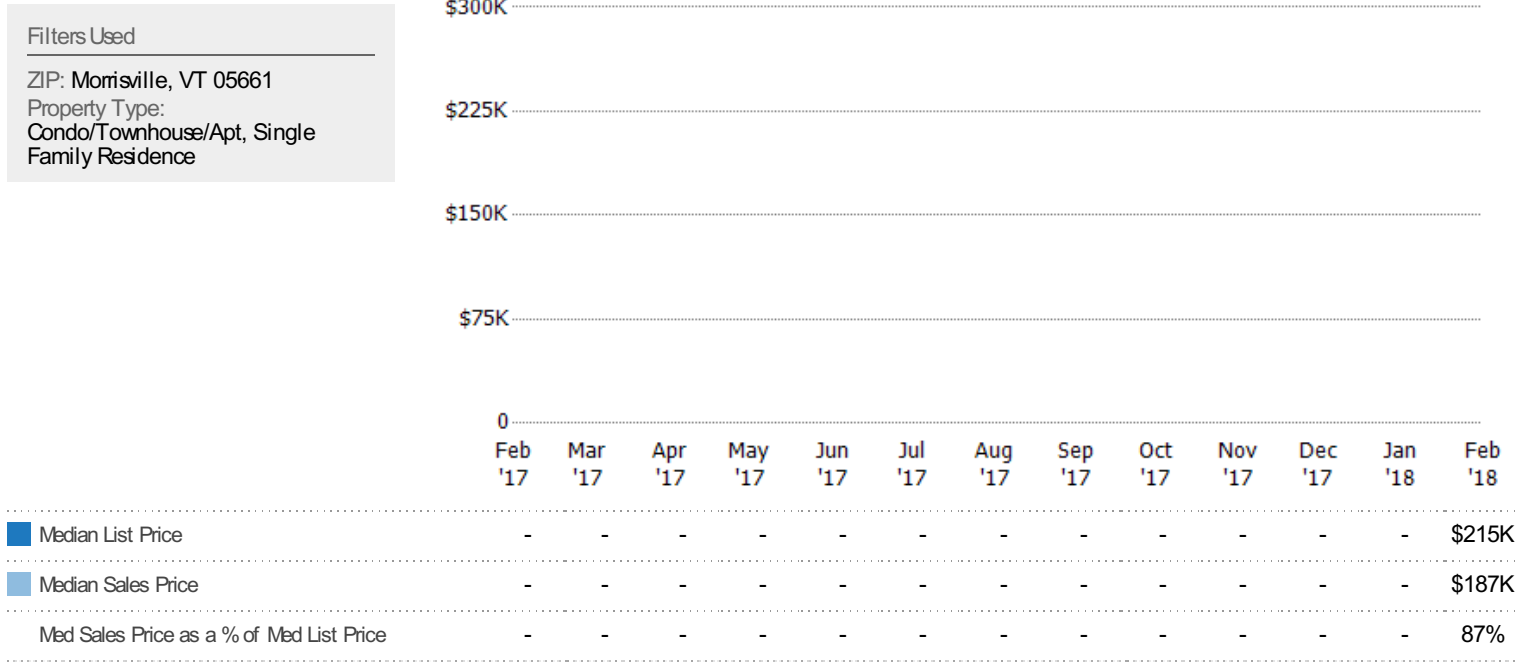 Filters Used
ZIP: Morrisville, VT 05661
Property Type:
Condo/Townhouse/Apt, Single
Family Residence
$300K
$225K
$150K
$75K
0
Feb Mar Apr May Jun Jul Aug Sep Oct Nov Dec Jan Feb
'17 '17 '17 '17 '17 '17 '17 '17 '17 '17 '17 '18 '18
Median List Price - - - - - - - - - - - - $215K
Median Sales Price - - - - - - - - - - - - $187K
Med Sales Price as a % of Med List Price - - - - - - - - - - - - 87%